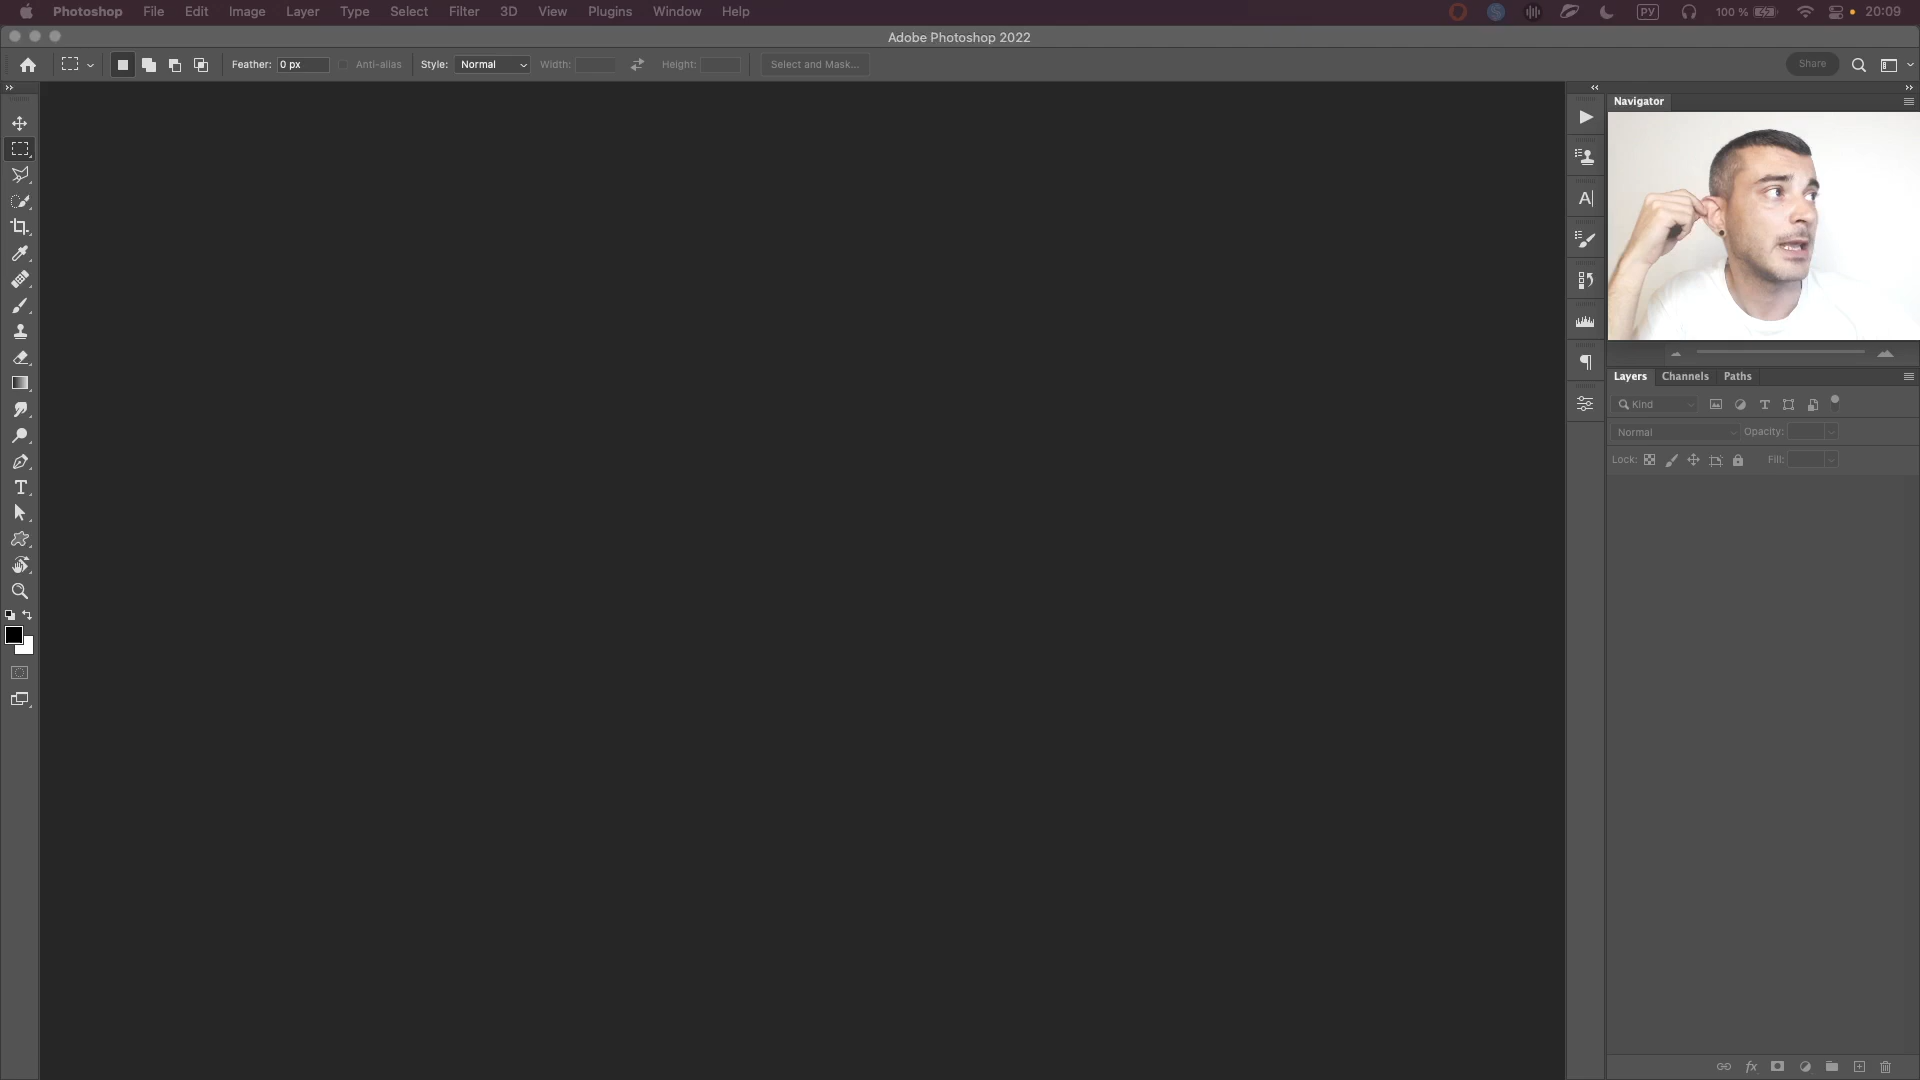 Photoshop File Edit Image Layer Type Select Filter 3D View Plugins Window Help РУ 100 % 20:09
Adobe Photoshop 2022
Feather: 0 px Anti-alias Style: Normal Width: Height: Select and Mask... Share
Navigator
Layers Channels Paths
Kind
Normal Opacity:
Lock: Fill: